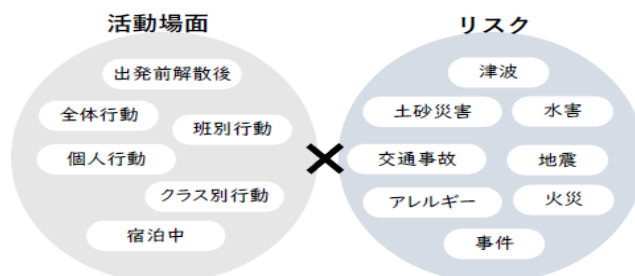 活動場面
出発前解散後
全体行動
班別行動
個人行動
クラス別行動
宿泊中
×
リスク
津波
土砂災害
水害
交通事故
地震
アレルギー
火災
事件